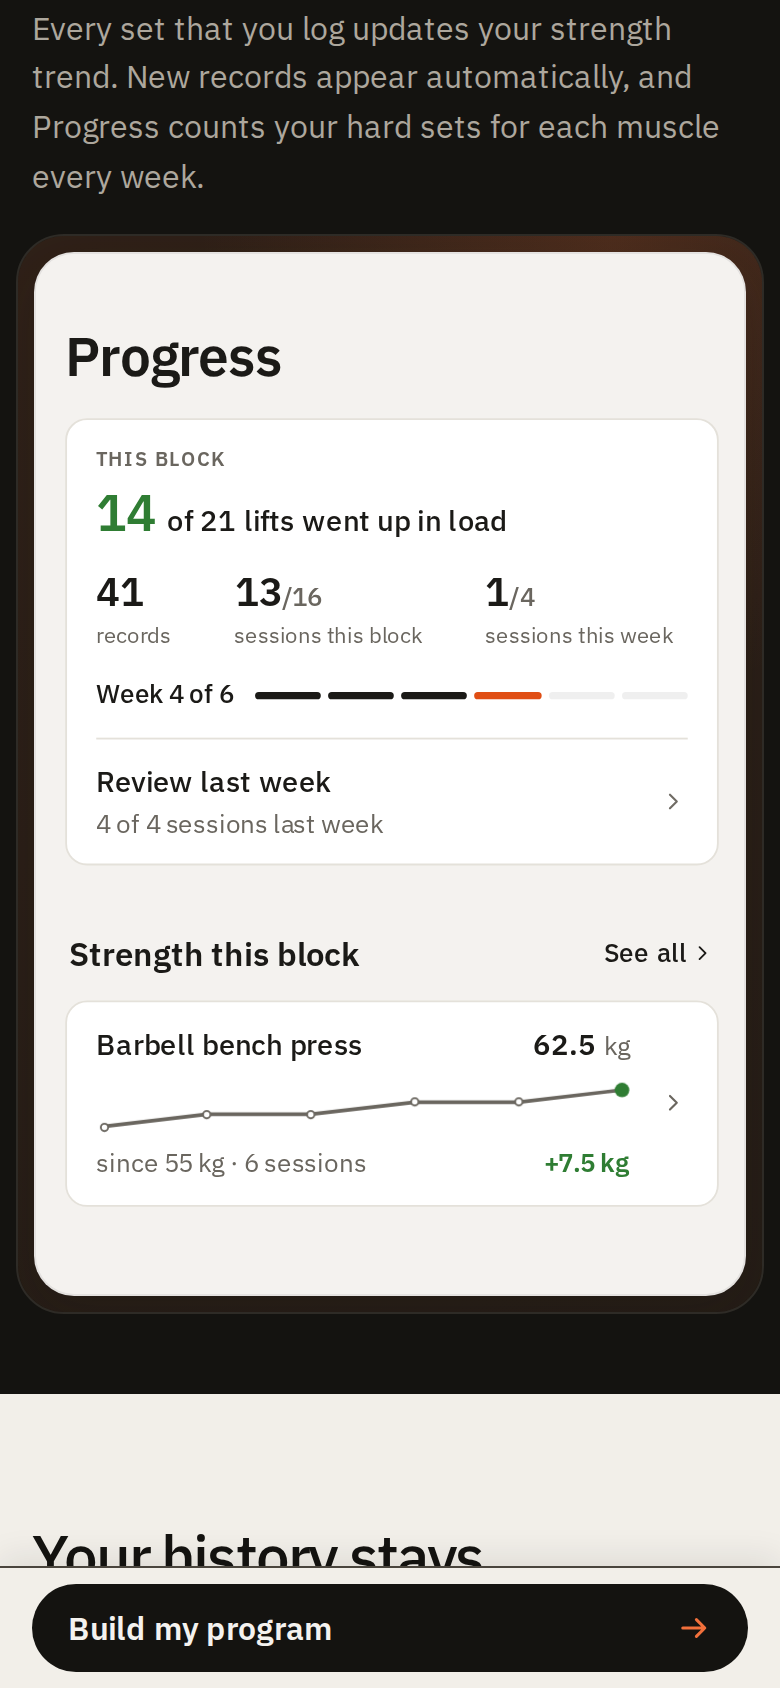 Every set that you log updates your strength
trend. New records appear automatically, and
Progress counts your hard sets for each muscle
every week.
Progress
THIS BLOCK
14 of 21 lifts went up in load
41 13/16 1/4
records sessions this block sessions this week
Week 4 of 6
Review last week
4 of 4 sessions last week
Strength this block See all
Barbell bench press 62.5 kg
since 55 kg · 6 sessions +7.5 kg
Your history stays
Build my program